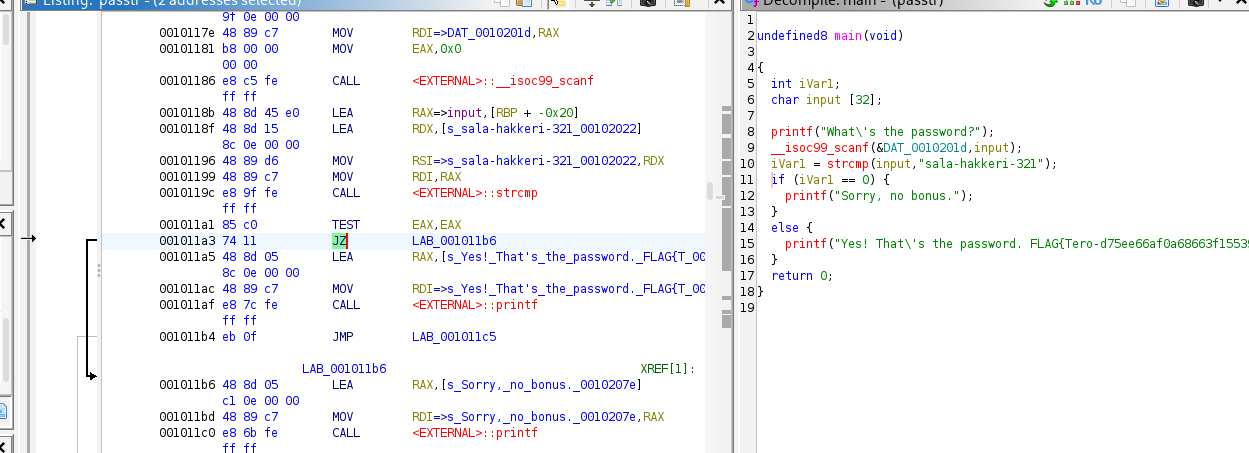 Listing: passtr - (2 addresses selected)
9f 0e 00 00
0010117e 48 89 c7 MOV RDI=>DAT_0010201d,RAX
00101181 b8 00 00 MOV EAX,0x0
00 00
00101186 e8 c5 fe CALL <EXTERNAL>::__isoc99_scanf
ff ff
0010118b 48 8d 45 e0 LEA RAX=>input,[RBP + -0x20]
0010118f 48 8d 15 LEA RDX,[s_sala-hakkeri-321_00102022]
8c 0e 00 00
00101196 48 89 d6 MOV RSI=>s_sala-hakkeri-321_00102022,RDX
00101199 48 89 c7 MOV RDI,RAX
0010119c e8 9f fe CALL <EXTERNAL>::strcmp
ff ff
001011a1 85 c0 TEST EAX,EAX
001011a3 74 11 JZ LAB_001011b6
001011a5 48 8d 05 LEA RAX,[s_Yes!_That's_the_password._FLAG{T_00
8c 0e 00 00
001011ac 48 89 c7 MOV RDI=>s_Yes!_That's_the_password._FLAG{T_00
001011af e8 7c fe CALL <EXTERNAL>::printf
ff ff
001011b4 eb 0f JMP LAB_001011c5
LAB_001011b6 XREF[1]:
001011b6 48 8d 05 LEA RAX,[s_Sorry,_no_bonus._0010207e]
c1 0e 00 00
001011bd 48 89 c7 MOV RDI=>s_Sorry,_no_bonus._0010207e,RAX
001011c0 e8 6b fe CALL <EXTERNAL>::printf
ff ff
Decompile: main - (passtr)
1
2 undefined8 main(void)
3
4 {
5 int iVar1;
6 char input [32];
7
8 printf("What\'s the password?");
9 __isoc99_scanf(&DAT_0010201d,input);
10 iVar1 = strcmp(input,"sala-hakkeri-321");
11 if (iVar1 == 0) {
12 printf("Sorry, no bonus.");
13 }
14 else {
15 printf("Yes! That\'s the password. FLAG{Tero-d75ee66af0a68663f15539
16 }
17 return 0;
18 }
19